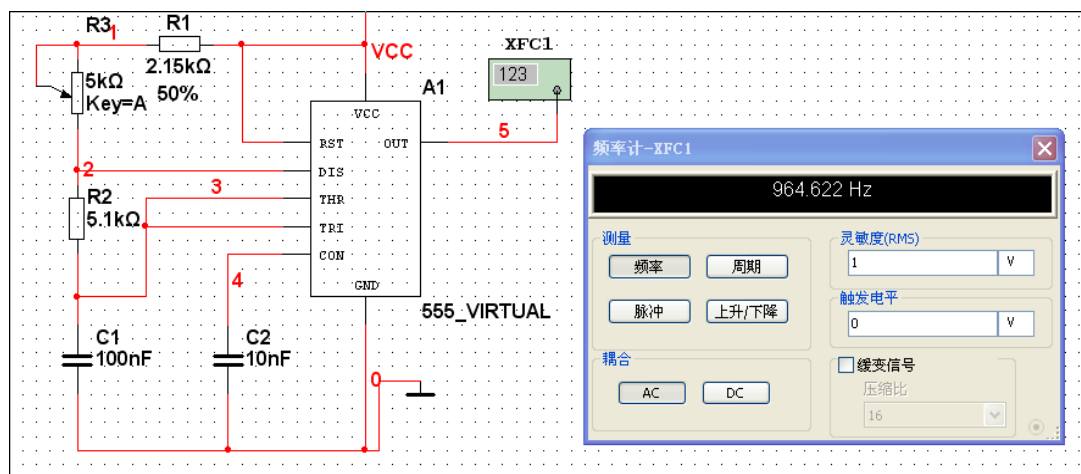 R3
1
R1
2.15kΩ
50%
5kΩ
Key=A
VCC
A1
VCC
RST
OUT
DIS
THR
TRI
CON
GND
555_VIRTUAL
2
3
R2
5.1kΩ
4
5
C1
100nF
C2
10nF
0
XFC1
123
频率计-XFC1
964.622 Hz
测量
频率
周期
脉冲
上升/下降
耦合
AC
DC
灵敏度(RMS)
1
V
触发电平
0
V
缓变信号
压缩比
16